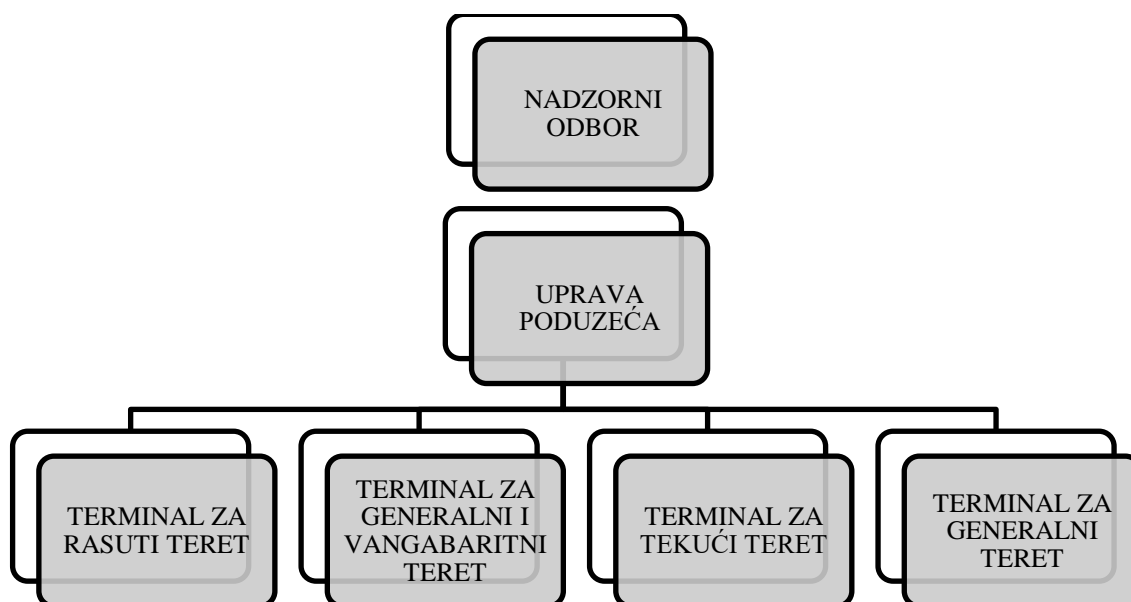 NADZORNI
ODBOR
UPRAVA
PODUZEĆA
TERMINAL ZA
RASUTI TERET
TERMINAL ZA
GENERALNI I
VANGABARITNI
TERET
TERMINAL ZA
TEKUĆI TERET
TERMINAL ZA
GENERALNI
TERET